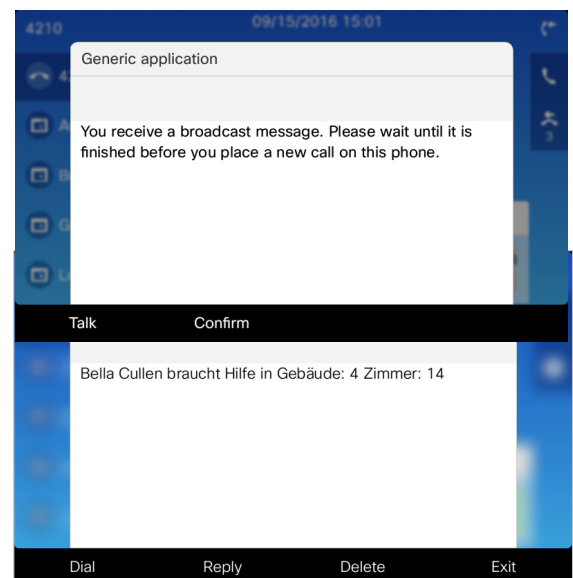 4210 09/15/2016 15:01
Generic application
You receive a broadcast message. Please wait until it is
finished before you place a new call on this phone.
3
Talk Confirm
Bella Cullen braucht Hilfe in Gebäude: 4 Zimmer: 14
Dial Reply Delete Exit